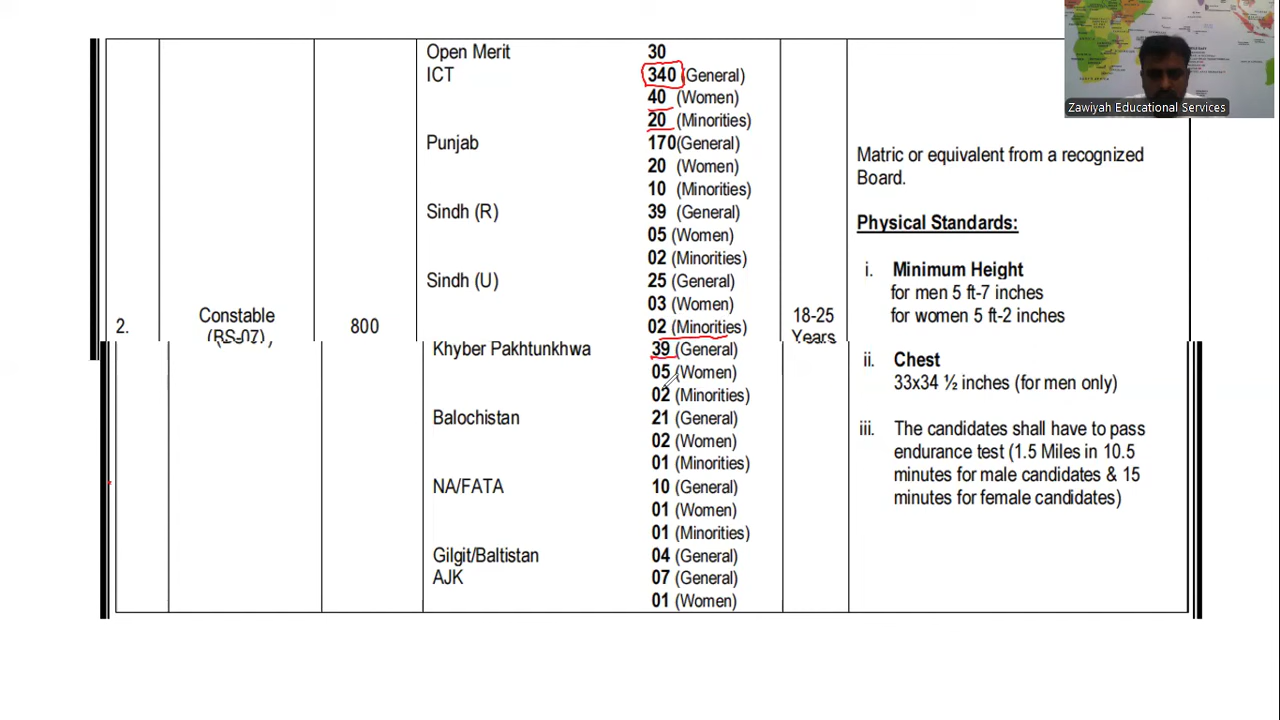 Zawiyah Educational Services
2.
Constable
(BS-07),
800
Open Merit 30
ICT 340 (General)
40 (Women)
20 (Minorities)
Punjab 170(General)
20 (Women)
10 (Minorities)
Sindh (R) 39 (General)
05 (Women)
02 (Minorities)
Sindh (U) 25 (General)
03 (Women)
02 (Minorities)
Khyber Pakhtunkhwa 39 (General)
05 (Women)
02 (Minorities)
Balochistan 21 (General)
02 (Women)
01 (Minorities)
NA/FATA 10 (General)
01 (Women)
01 (Minorities)
Gilgit/Baltistan 04 (General)
AJK 07 (General)
01 (Women)
18-25
Years
Matric or equivalent from a recognized
Board.
Physical Standards:
i. Minimum Height
for men 5 ft-7 inches
for women 5 ft-2 inches
ii. Chest
33x34 ½ inches (for men only)
iii. The candidates shall have to pass
endurance test (1.5 Miles in 10.5
minutes for male candidates & 15
minutes for female candidates)